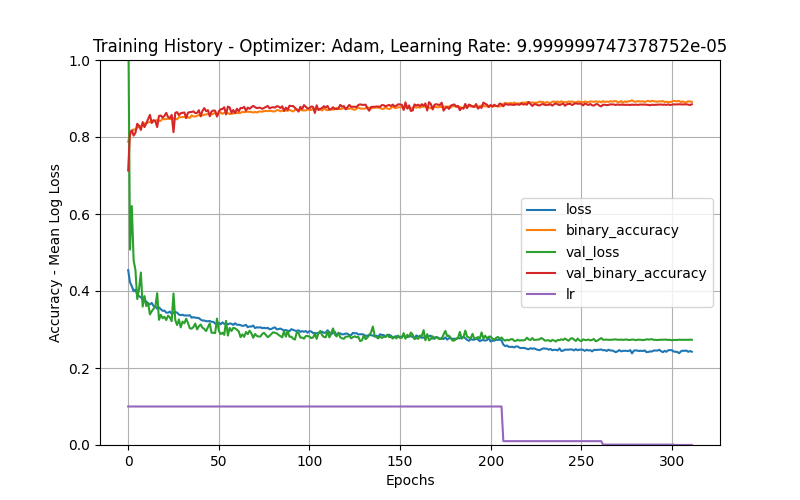 Training History - Optimizer: Adam, Learning Rate: 9.999999747378752e-05
Accuracy - Mean Log Loss
1.0
0.8
0.6
0.4
0.2
0.0
loss
binary_accuracy
val_loss
val_binary_accuracy
lr
0 50 100 150 200 250 300
Epochs